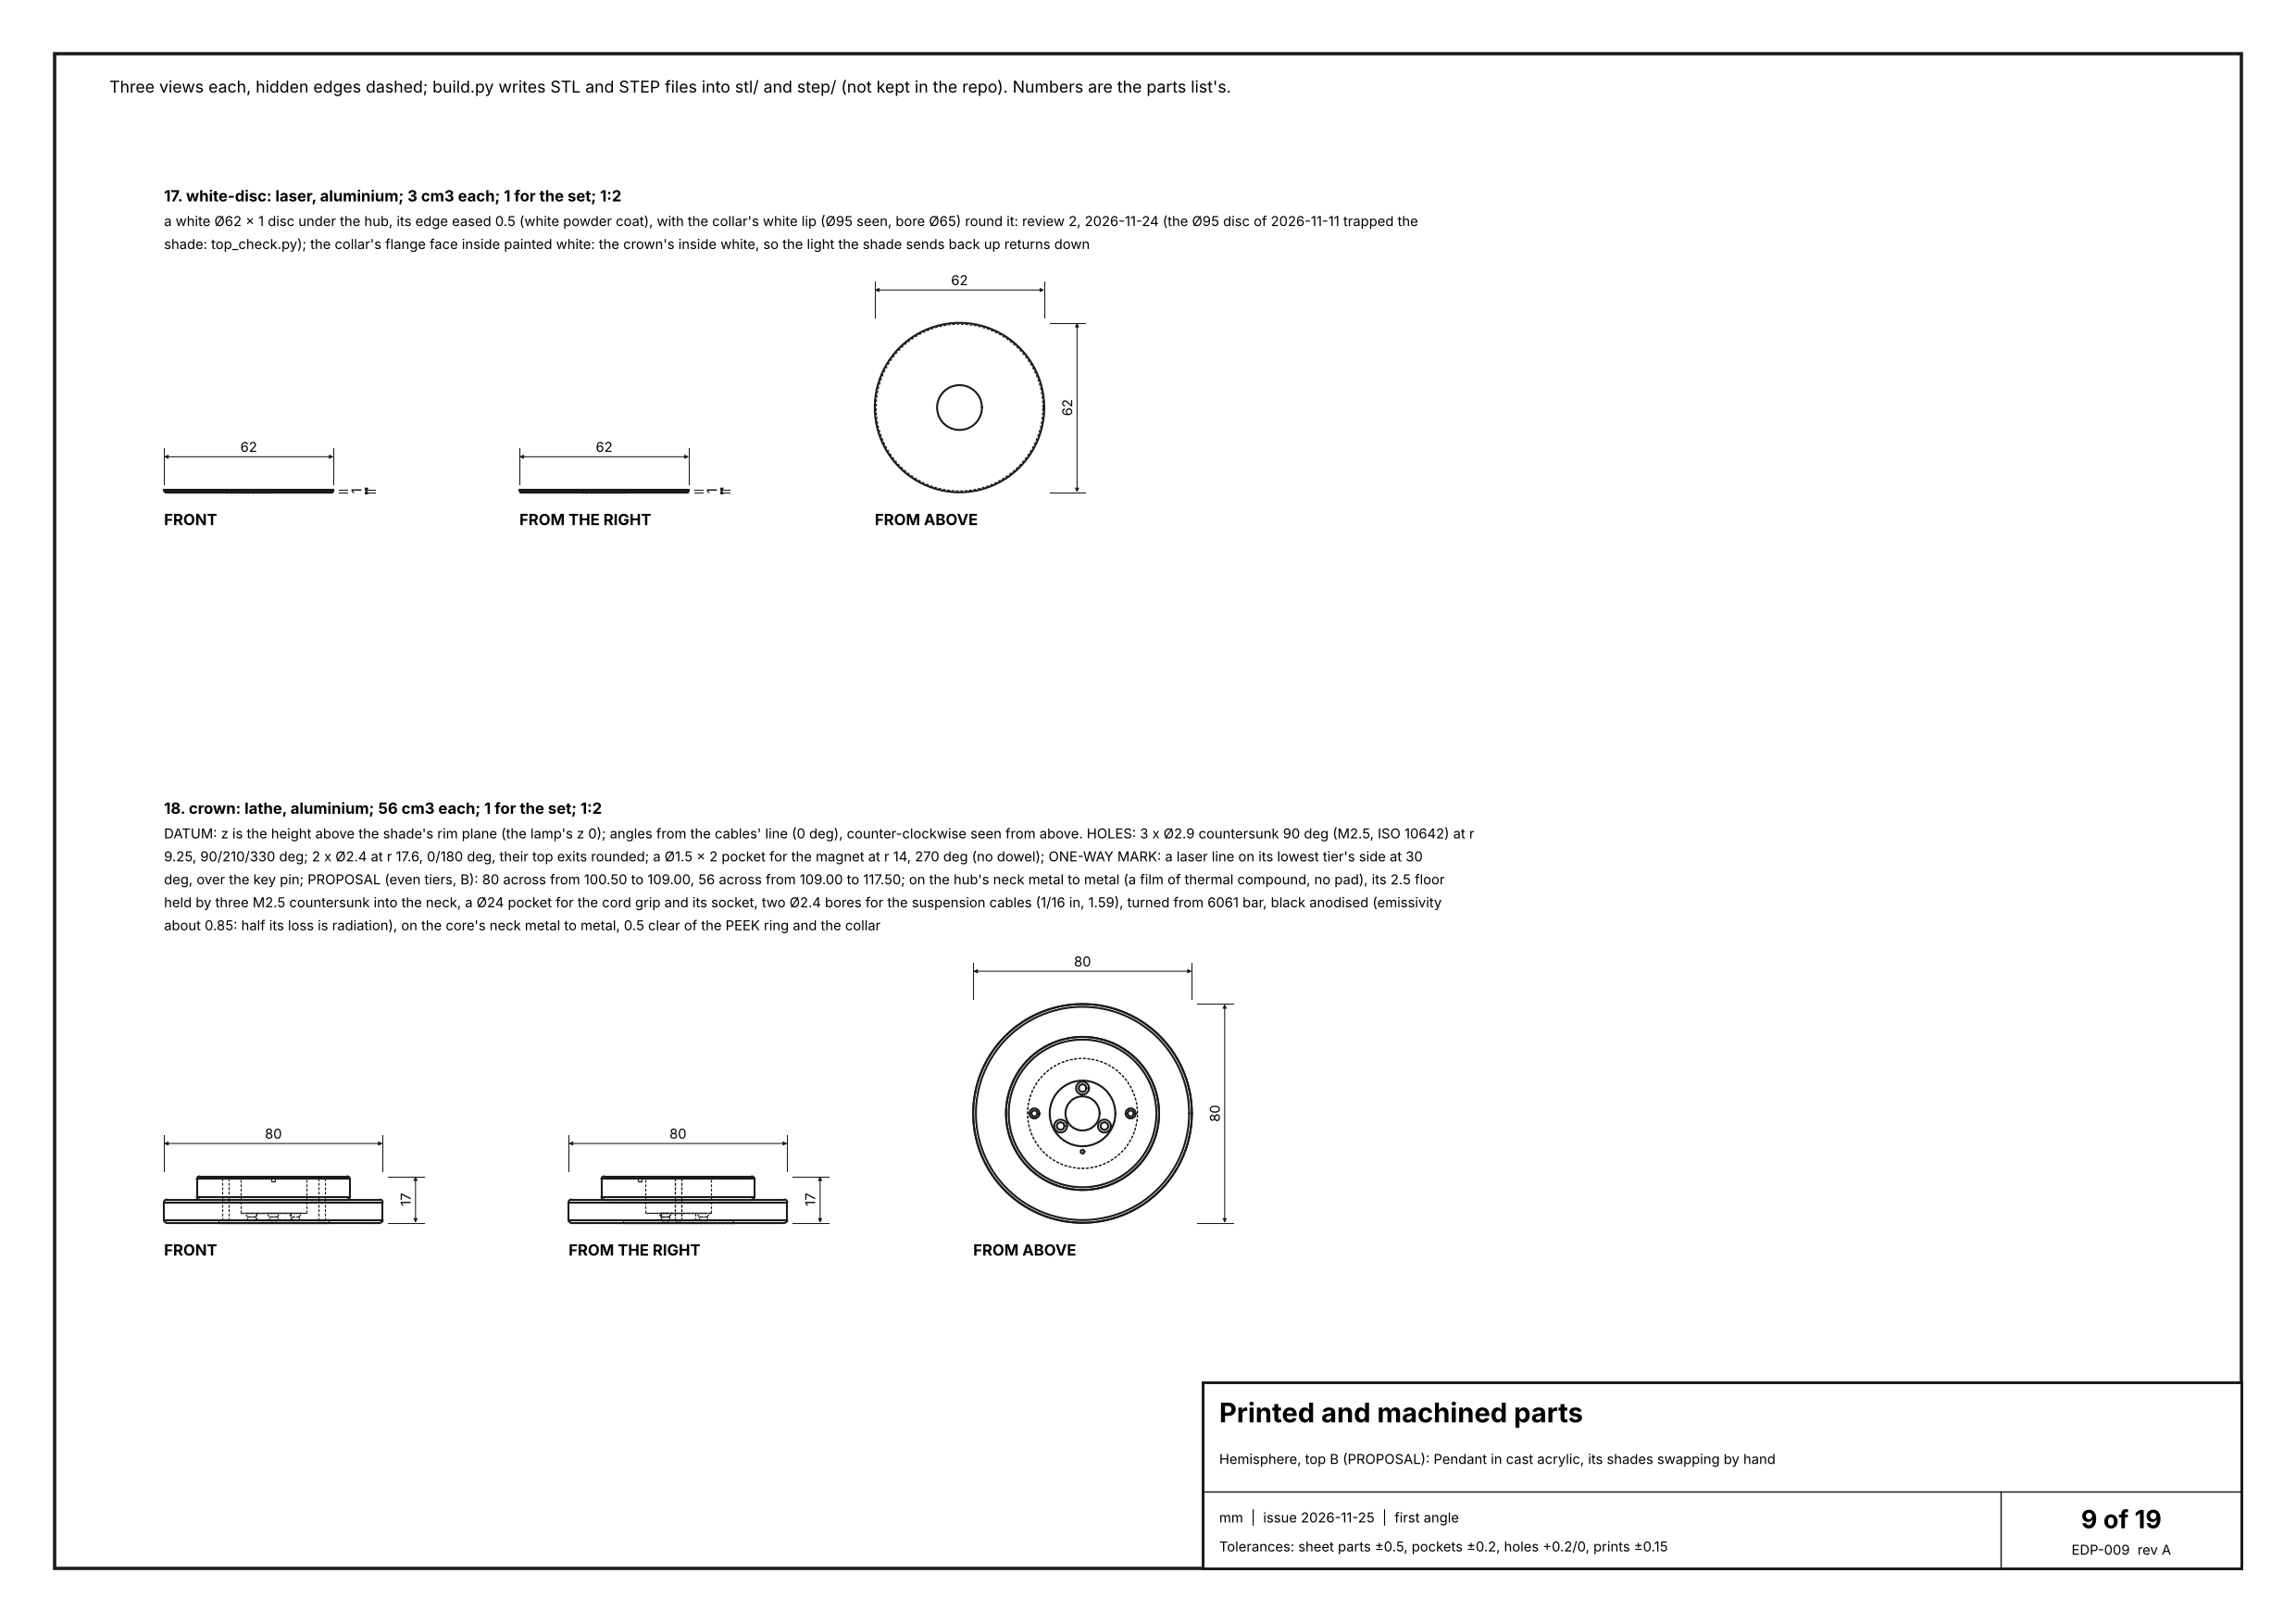 Three views each, hidden edges dashed; build.py writes STL and STEP files into stl/ and step/ (not kept in the repo). Numbers are the parts list's.
17. white-disc: laser, aluminium; 3 cm3 each; 1 for the set; 1:2
a white Ø62 × 1 disc under the hub, its edge eased 0.5 (white powder coat), with the collar's white lip (Ø95 seen, bore Ø65) round it: review 2, 2026-11-24 (the Ø95 disc of 2026-11-11 trapped the
shade: top_check.py); the collar's flange face inside painted white: the crown's inside white, so the light the shade sends back up returns down
62
62
62
62
1
1
FRONT
FROM THE RIGHT
FROM ABOVE
18. crown: lathe, aluminium; 56 cm3 each; 1 for the set; 1:2
DATUM: z is the height above the shade's rim plane (the lamp's z 0); angles from the cables' line (0 deg), counter-clockwise seen from above. HOLES: 3 x Ø2.9 countersunk 90 deg (M2.5, ISO 10642) at r
9.25, 90/210/330 deg; 2 x Ø2.4 at r 17.6, 0/180 deg, their top exits rounded; a Ø1.5 × 2 pocket for the magnet at r 14, 270 deg (no dowel); ONE-WAY MARK: a laser line on its lowest tier's side at 30
deg, over the key pin; PROPOSAL (even tiers, B): 80 across from 100.50 to 109.00, 56 across from 109.00 to 117.50; on the hub's neck metal to metal (a film of thermal compound, no pad), its 2.5 floor
held by three M2.5 countersunk into the neck, a Ø24 pocket for the cord grip and its socket, two Ø2.4 bores for the suspension cables (1/16 in, 1.59), turned from 6061 bar, black anodised (emissivity
about 0.85: half its loss is radiation), on the core's neck metal to metal, 0.5 clear of the PEEK ring and the collar
80
80
80
80
17
17
FRONT
FROM THE RIGHT
FROM ABOVE
Printed and machined parts
Hemisphere, top B (PROPOSAL): Pendant in cast acrylic, its shades swapping by hand
mm | issue 2026-11-25 | first angle
Tolerances: sheet parts ±0.5, pockets ±0.2, holes +0.2/0, prints ±0.15
9 of 19
EDP-009 rev A